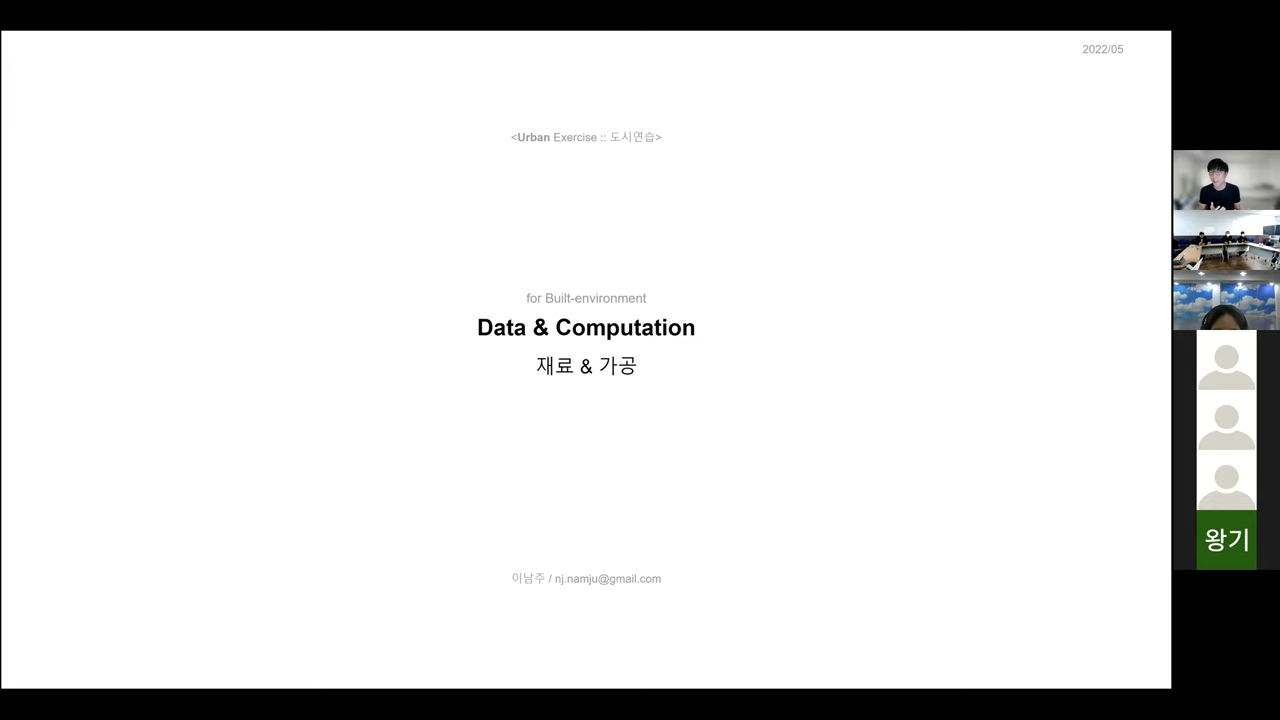 2022/05
<Urban Exercise :: 도시연습>
for Built-environment
Data & Computation
재료 & 가공
이남주 / nj.namju@gmail.com
왕기